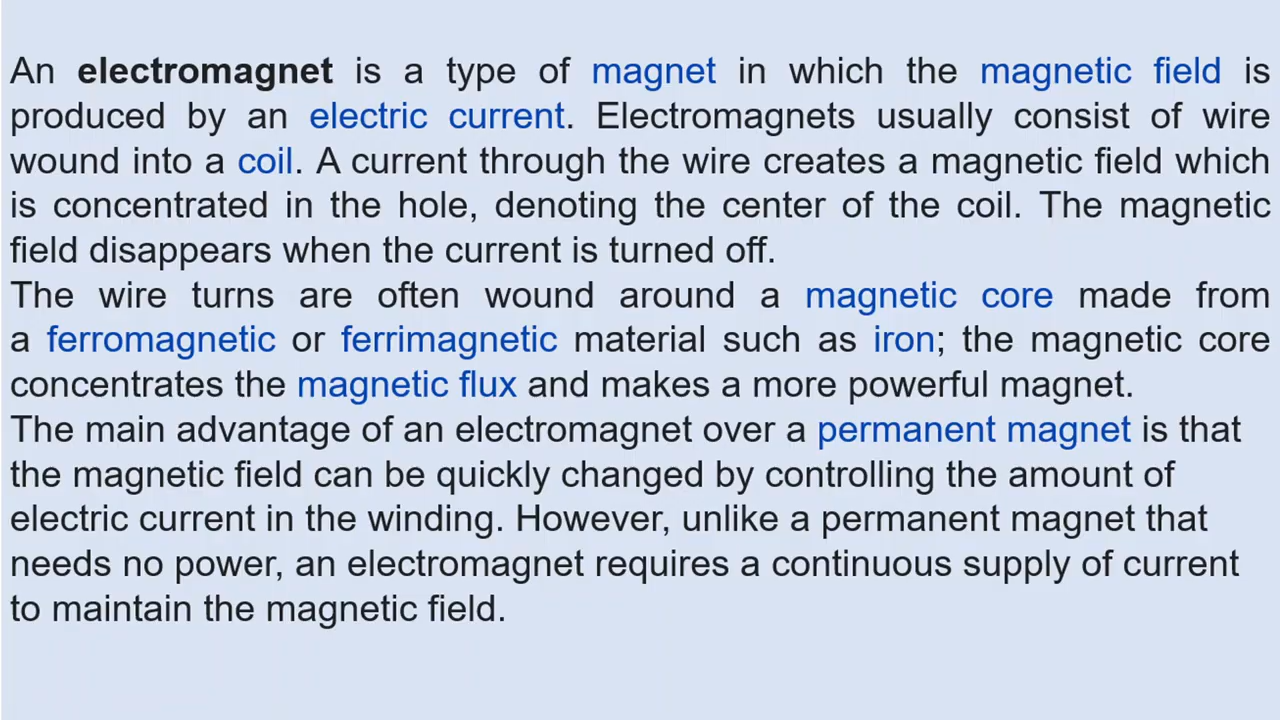 An electromagnet is a type of magnet in which the magnetic field is
produced by an electric current. Electromagnets usually consist of wire
wound into a coil. A current through the wire creates a magnetic field which
is concentrated in the hole, denoting the center of the coil. The magnetic
field disappears when the current is turned off.
The wire turns are often wound around a magnetic core made from
a ferromagnetic or ferrimagnetic material such as iron; the magnetic core
concentrates the magnetic flux and makes a more powerful magnet.
The main advantage of an electromagnet over a permanent magnet is that
the magnetic field can be quickly changed by controlling the amount of
electric current in the winding. However, unlike a permanent magnet that
needs no power, an electromagnet requires a continuous supply of current
to maintain the magnetic field.